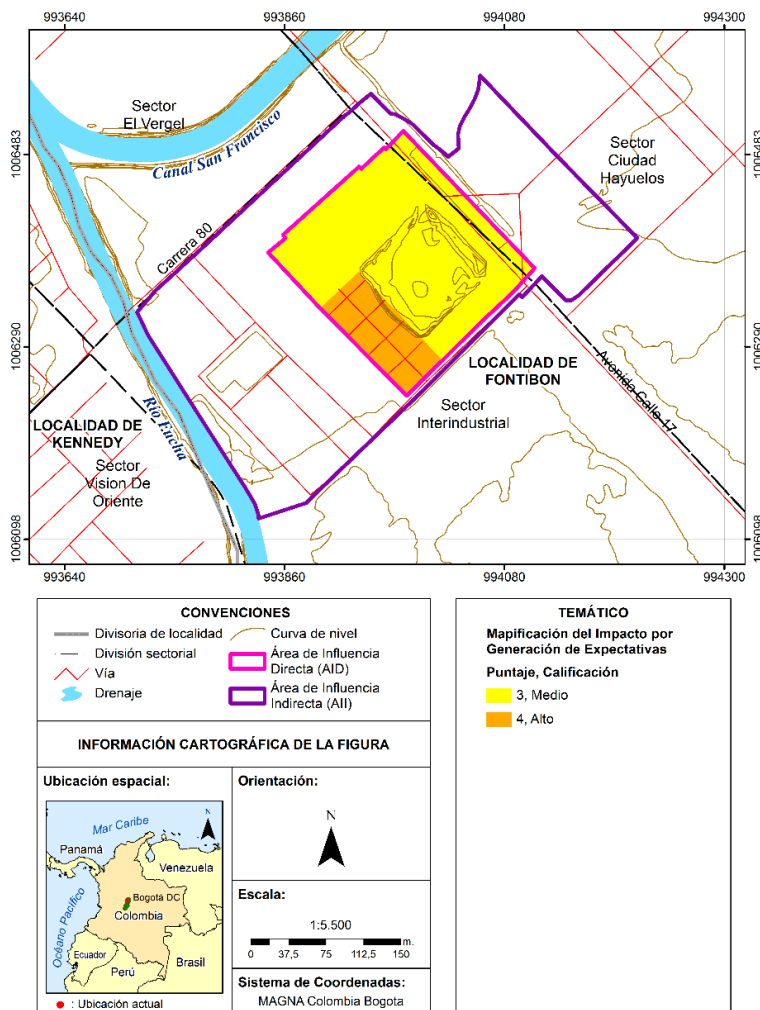 993640 993860 994080 994300
Sector
El Vergel
Canal San Francisco
Sector
Ciudad
Hayuelos
1006483
1006483
Carrera 80
1006290
1006290
LOCALIDAD DE
FONTIBON
Avenida Calle 17
Sector
Interindustrial
LOCALIDAD DE
KENNEDY
Rio Fucha
Sector
Vision De
Oriente
1006098
1006098
993640 993860 994080 994300
CONVENCIONES
Divisoria de localidad
División sectorial
Vía
Drenaje
Curva de nivel
Área de Influencia
Directa (AID)
Área de Influencia
Indirecta (AII)
TEMÁTICO
Mapificación del Impacto por
Generación de Expectativas
Puntaje, Calificación
3, Medio
4, Alto
INFORMACIÓN CARTOGRÁFICA DE LA FIGURA
Ubicación espacial:
N
Mar Caribe
Panamá
Venezuela
Bogotá DC
Colombia
Océano Pacífico
Ecuador
Perú
Brasil
: Ubicación actual
Orientación:
N
Escala:
1:5.500
0 37,5 75 112,5 150 m.
Sistema de Coordenadas:
MAGNA Colombia Bogota